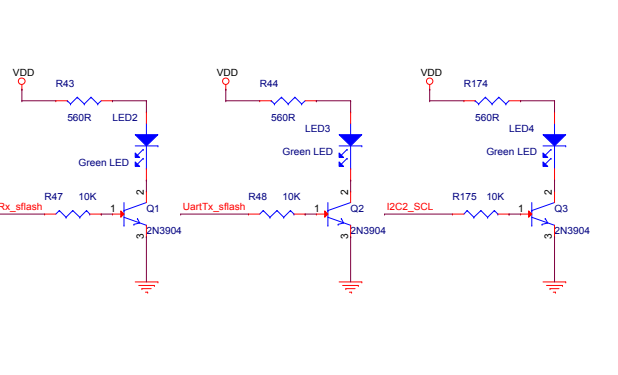 VDD
R43
560R
LED2
Green LED
R47
10K
Rx_sflash
1
2
Q1
2N3904
3
VDD
R44
560R
LED3
Green LED
R48
10K
UartTx_sflash
1
2
Q2
2N3904
3
VDD
R174
560R
LED4
Green LED
R175
10K
I2C2_SCL
1
2
Q3
2N3904
3